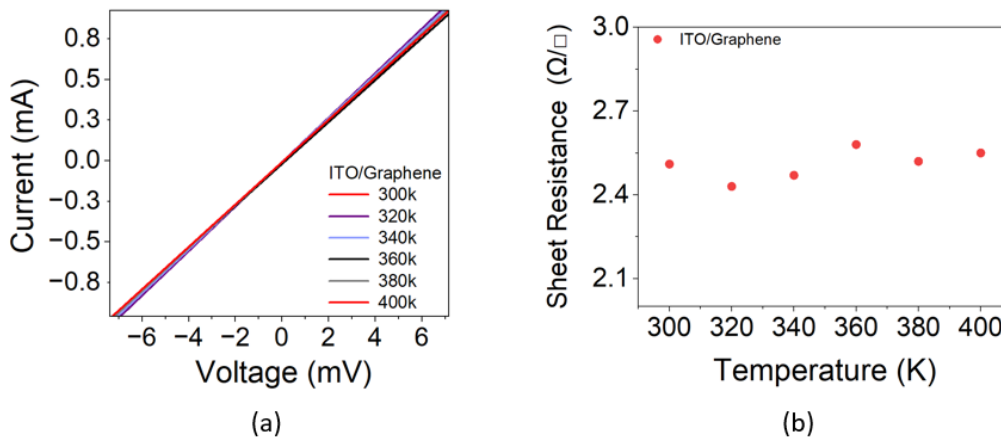 0.8
0.5
0.3
0.0
−0.3
−0.5
−0.8
Current (mA)
ITO/Graphene
300k
320k
340k
360k
380k
400k
−6 −4 −2 0 2 4 6
Voltage (mV)
(a)
3.0
2.7
2.4
2.1
Sheet Resistance (Ω/□)
ITO/Graphene
300 320 340 360 380 400
Temperature (K)
(b)